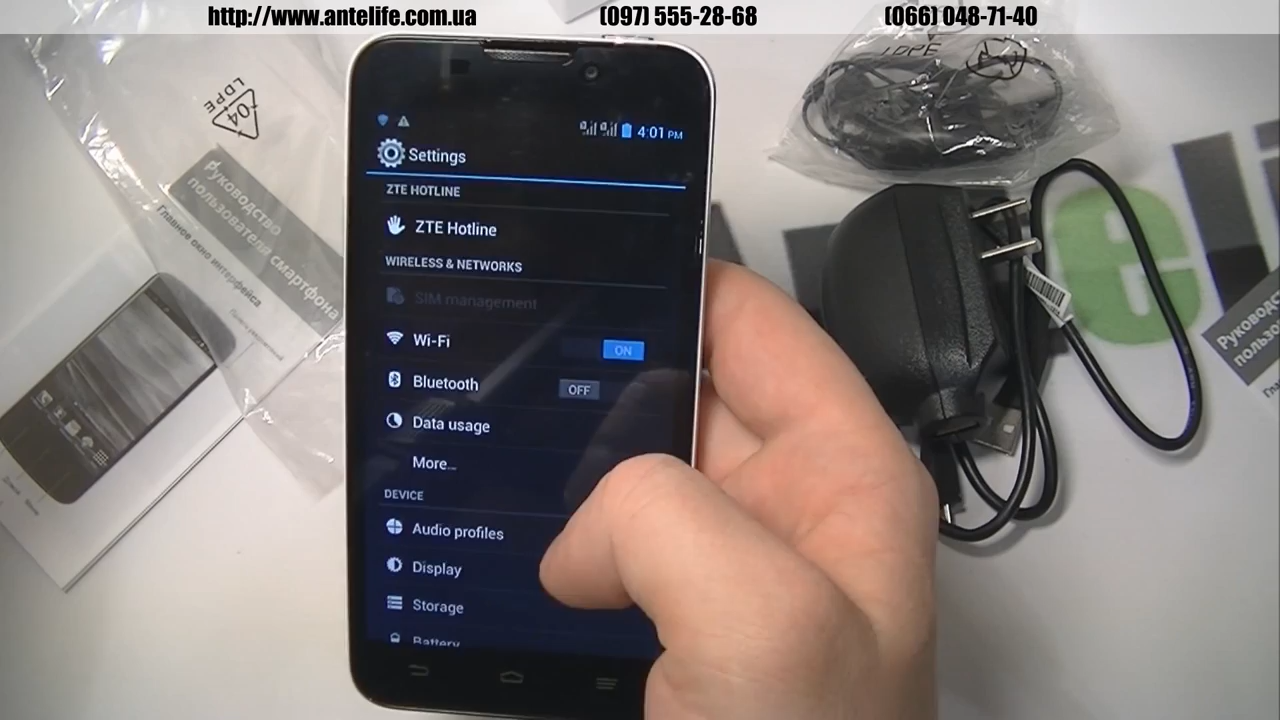 http://www.antelife.com.ua (097) 555-28-68 (066) 048-71-40
LDPE
04
LDPE
Руководство
пользователя смартфона
Главное окно интерфейса
4:01 PM
Settings
ZTE HOTLINE
ZTE Hotline
WIRELESS & NETWORKS
SIM management
Wi-Fi ON
Bluetooth OFF
Data usage
More...
DEVICE
Audio profiles
Display
Storage
Battery
eli
Руководс
пользо